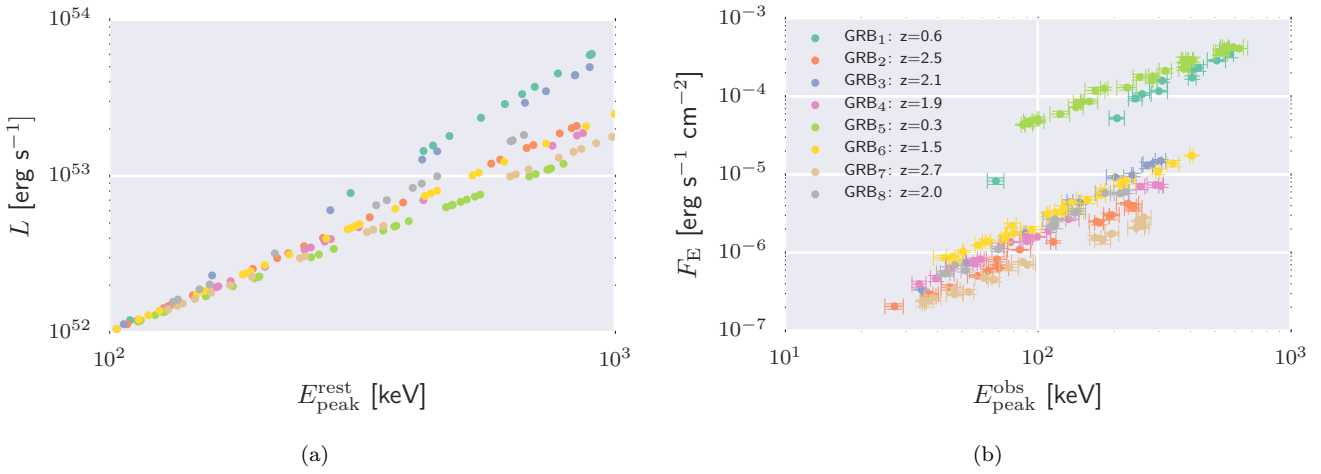 10^54
10^53
10^52
L [erg s^−1]
10^2
10^3
E_peak^rest [keV]
(a)
10^−3
10^−4
10^−5
10^−6
10^−7
F_E [erg s^−1 cm^−2]
GRB_1: z=0.6
GRB_2: z=2.5
GRB_3: z=2.1
GRB_4: z=1.9
GRB_5: z=0.3
GRB_6: z=1.5
GRB_7: z=2.7
GRB_8: z=2.0
10^1
10^2
10^3
E_peak^obs [keV]
(b)